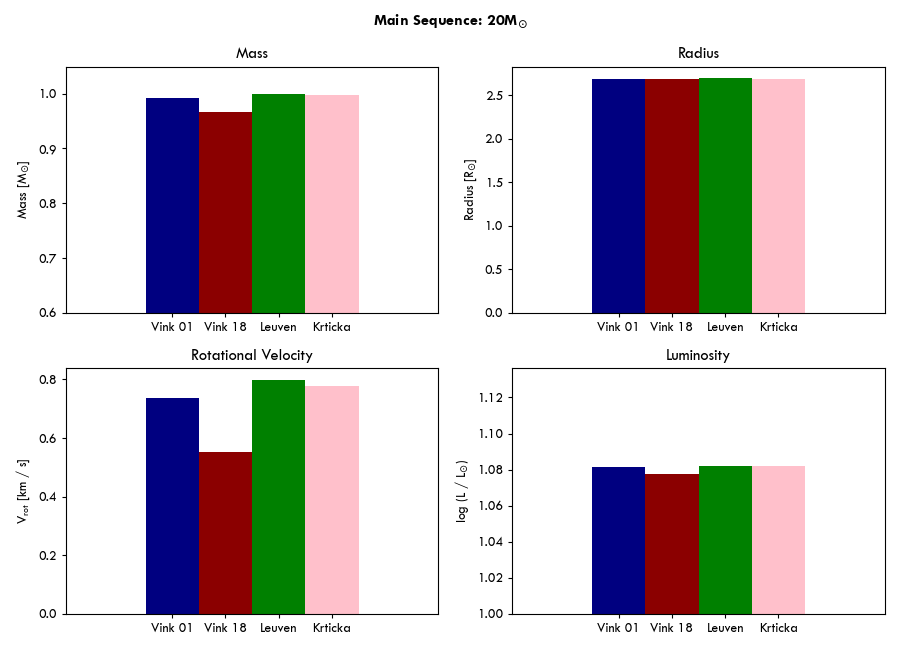 Main Sequence: 20M☉
Mass
Mass [M☉]
1.0
0.9
0.8
0.7
0.6
Vink 01 Vink 18 Leuven Krticka
Radius
Radius [R☉]
2.5
2.0
1.5
1.0
0.5
0.0
Vink 01 Vink 18 Leuven Krticka
Rotational Velocity
Vrot [km / s]
0.8
0.6
0.4
0.2
0.0
Vink 01 Vink 18 Leuven Krticka
Luminosity
log (L / L☉)
1.12
1.10
1.08
1.06
1.04
1.02
1.00
Vink 01 Vink 18 Leuven Krticka